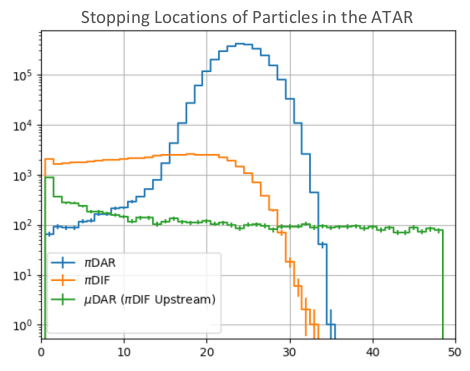 Stopping Locations of Particles in the ATAR
10⁵
10⁴
10³
10²
10¹
10⁰
πDAR
πDIF
μDAR (πDIF Upstream)
0 10 20 30 40 50